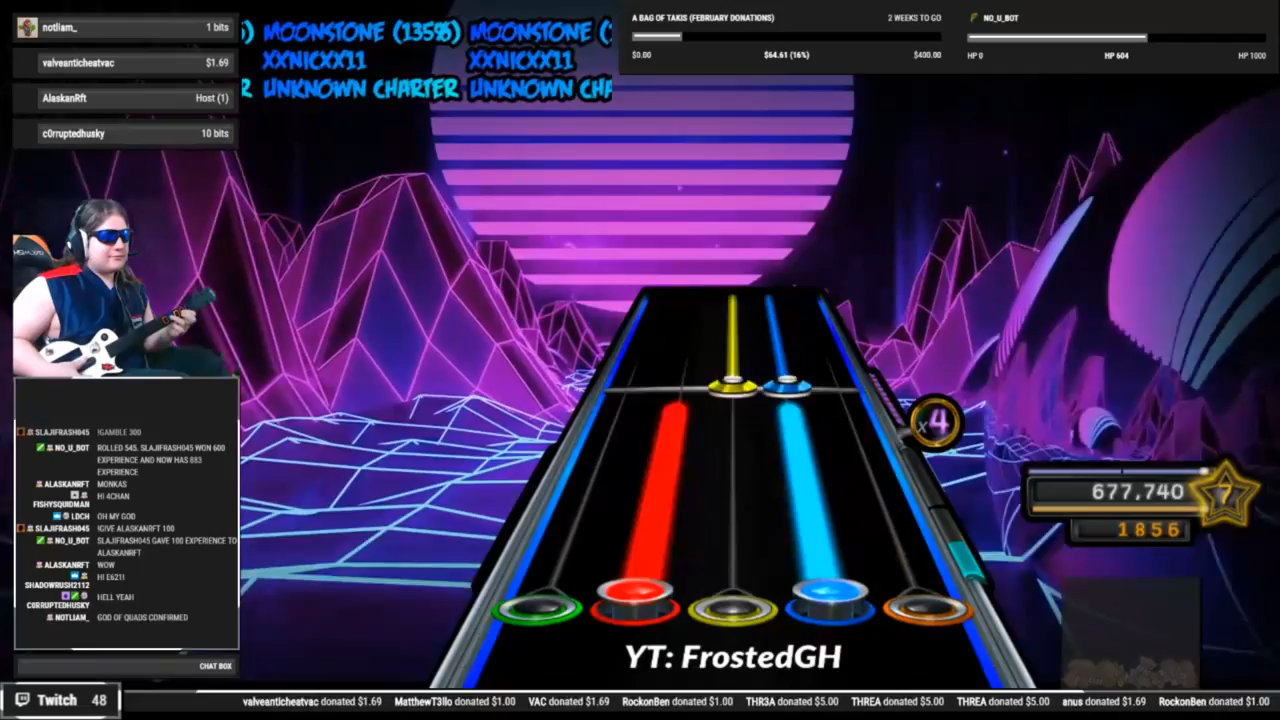 notliam_ 1 bits
valveanticheatvac $1.69
AlaskanRft Host (1)
c0rruptedhusky 10 bits
) MOONSTONE (135%) MOONSTONE (
XXNICXX11 XXNICXX11
R UNKNOWN CHARTER UNKNOWN CHA
A BAG OF TAKIS (FEBRUARY DONATIONS) 2 WEEKS TO GO
$0.00 $64.61 (16%) $400.00
NO_U_BOT
HP 0 HP 604 HP 1000
SLAJIFRASH045 !GAMBLE 300
NO_U_BOT ROLLED 545. SLAJIFRASH045 WON 600
EXPERIENCE AND NOW HAS 883
EXPERIENCE
ALASKANRFT MONKAS
HI 4CHAN
FISHYSQUIDMAN
LDCH OH MY GOD
SLAJIFRASH045 !GIVE ALASKANRFT 100
NO_U_BOT SLAJIFRASH045 GAVE 100 EXPERIENCE TO
ALASKANRFT
ALASKANRFT WOW
HI E621!
SHADOWRUSH2112
HELL YEAH
C0RRUPTEDHUSKY
NOTLIAM_ GOD OF QUADS CONFIRMED
CHAT BOX
x4
677,740
7
1856
YT: FrostedGH
Twitch 48
valveanticheatvac donated $1.69 MatthewT3llo donated $1.00 VAC donated $1.69 RocknBen donated $1.00 THR3A donated $5.00 THREA donated $5.00 THREA donated $5.00 anus donated $1.69 RocknBen donated $1.00